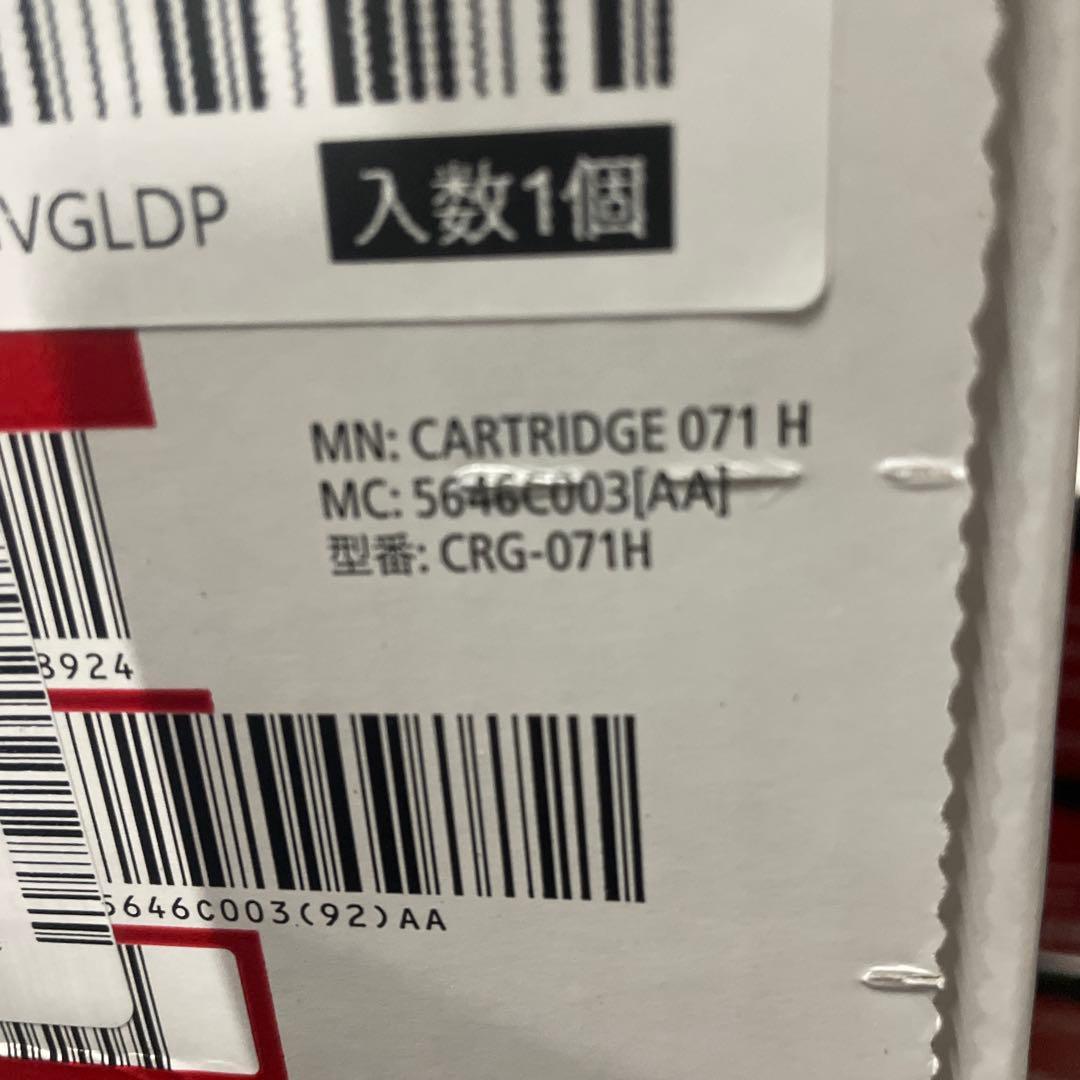 VGLDP
入数1個
MN: CARTRIDGE 071 H
MC: 5646C003[AA]
型番: CRG-071H
3924
5646C003(92)AA